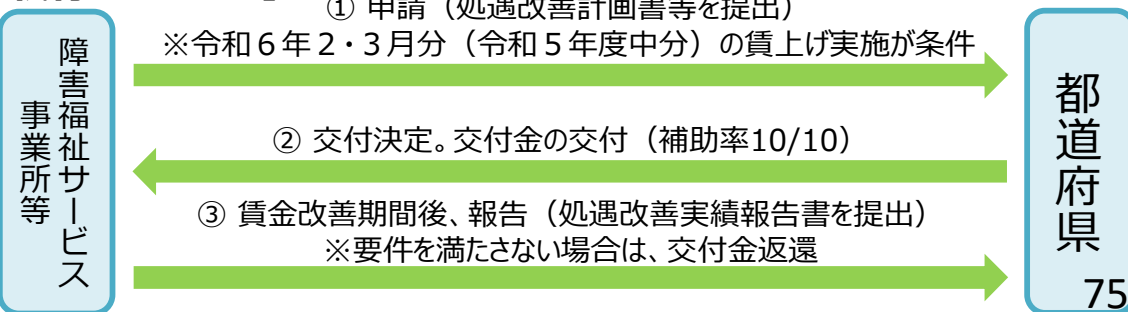 ① 申請（処遇改善計画書等を提出）
※令和６年２・３月分（令和５年度中分）の賃上げ実施が条件
障害福祉サービス
事業所等
② 交付決定。交付金の交付（補助率10/10）
③ 賃金改善期間後、報告（処遇改善実績報告書を提出）
※要件を満たさない場合は、交付金返還
都道府県
75